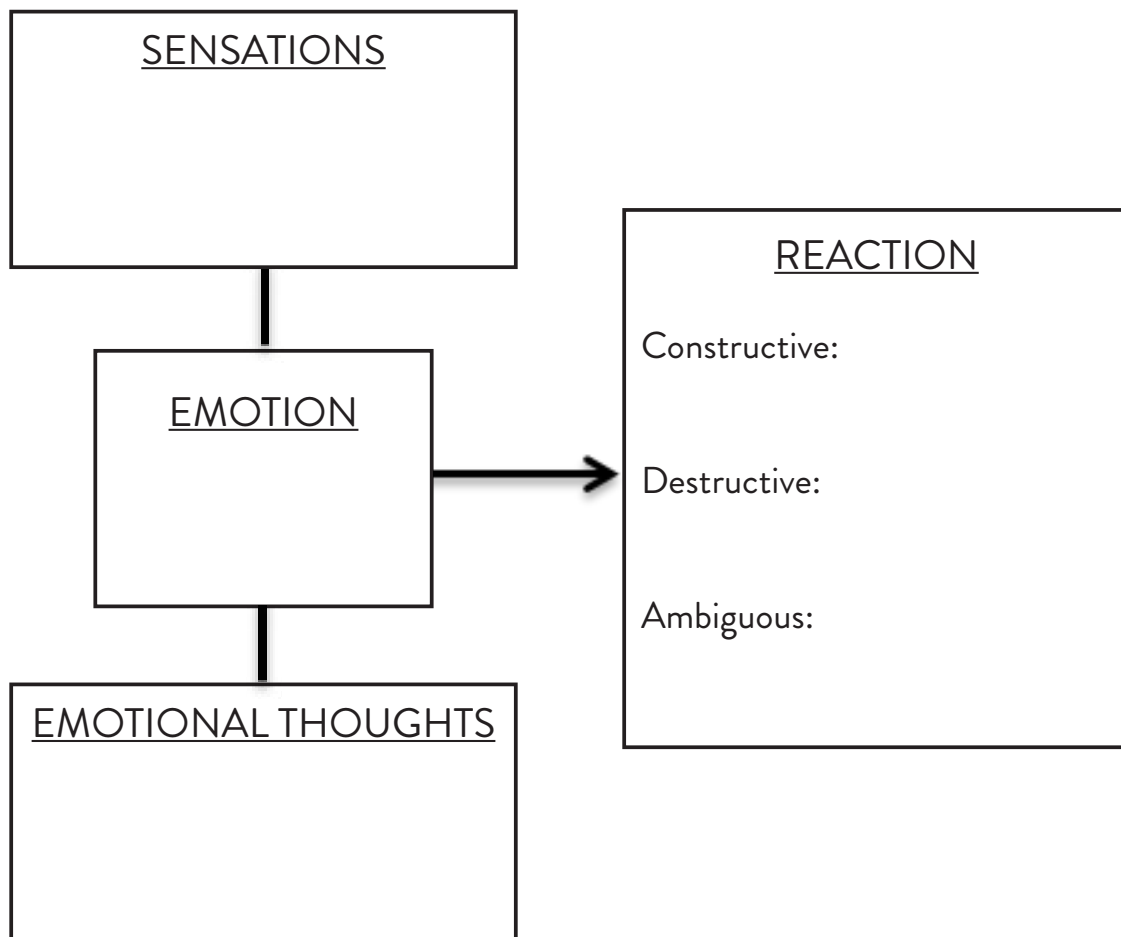 SENSATIONS
EMOTION
EMOTIONAL THOUGHTS
REACTION
Constructive:
Destructive:
Ambiguous: